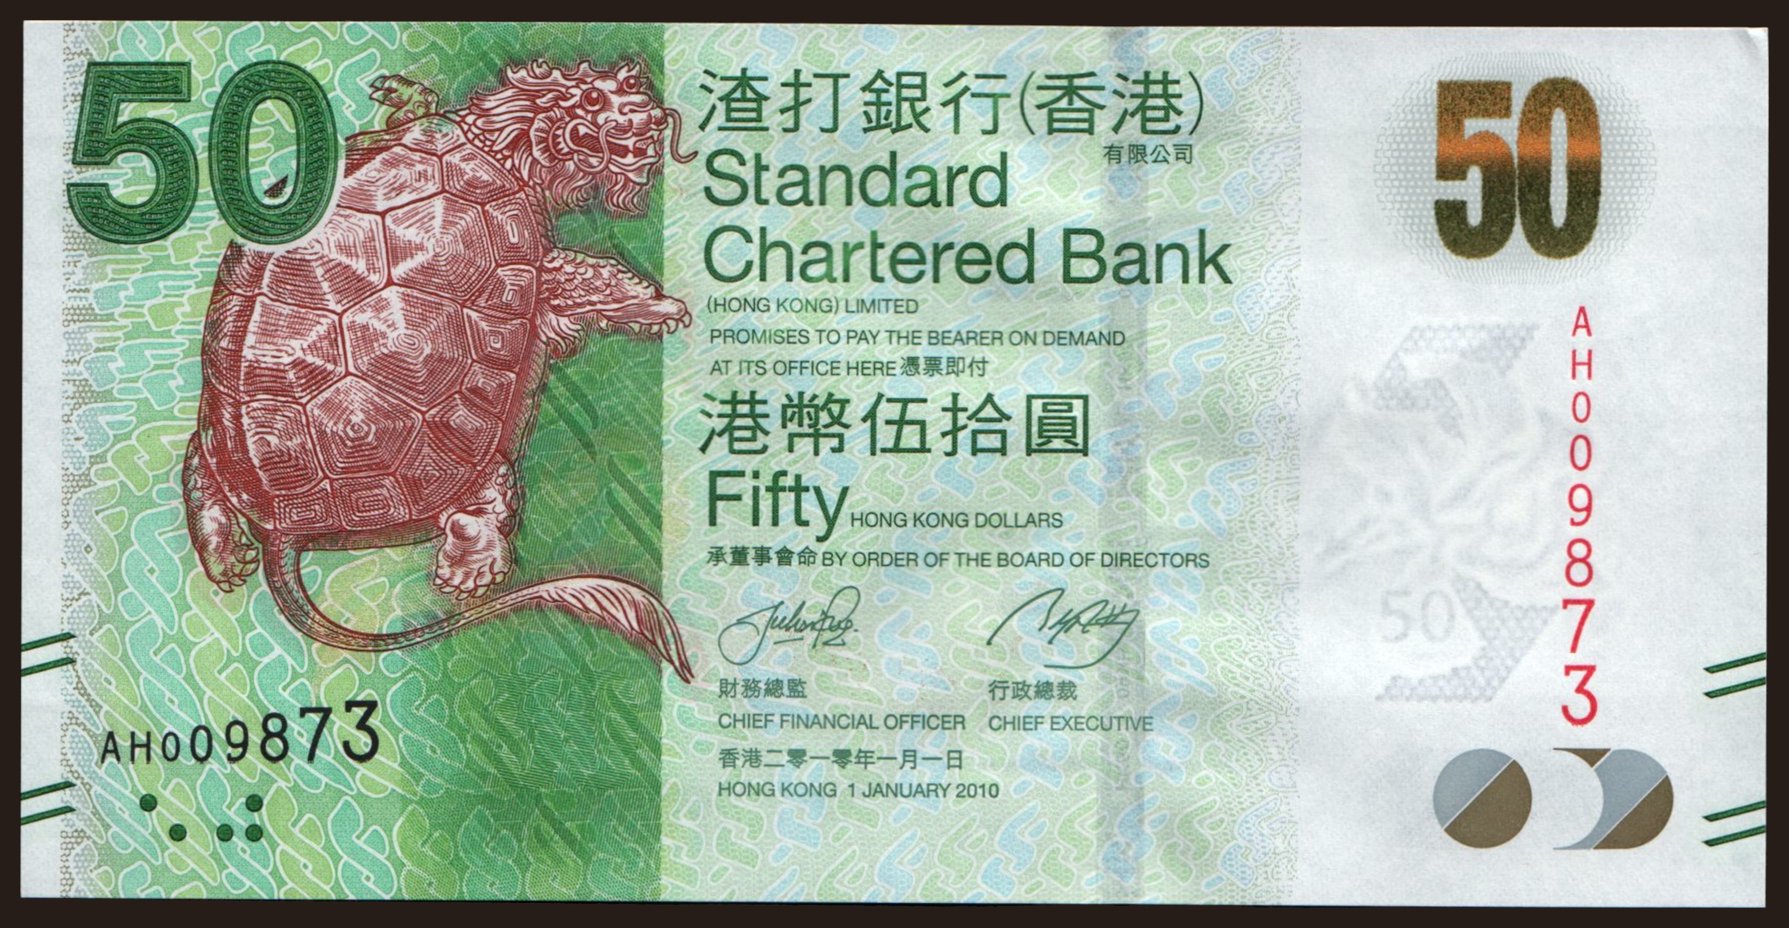 50
渣打銀行(香港)
有限公司
Standard
Chartered Bank
(HONG KONG) LIMITED
PROMISES TO PAY THE BEARER ON DEMAND
AT ITS OFFICE HERE 憑票即付
港幣伍拾圓
Fifty HONG KONG DOLLARS
承董事會命 BY ORDER OF THE BOARD OF DIRECTORS
財務總監
CHIEF FINANCIAL OFFICER
行政總裁
CHIEF EXECUTIVE
香港二零一零年一月一日
HONG KONG 1 JANUARY 2010
AH009873
50
AH009873
50